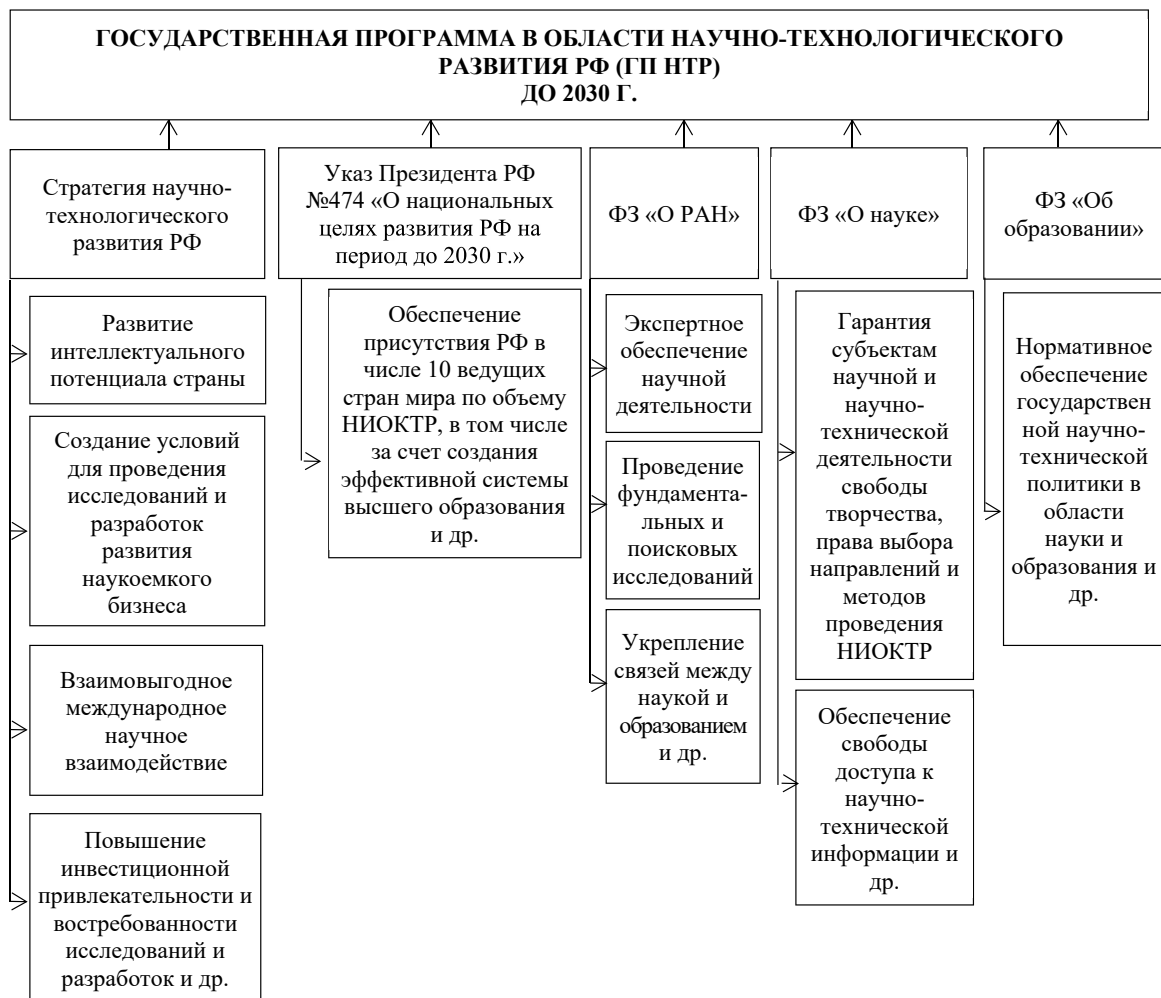 ГОСУДАРСТВЕННАЯ ПРОГРАММА В ОБЛАСТИ НАУЧНО-ТЕХНОЛОГИЧЕСКОГО
РАЗВИТИЯ РФ (ГП НТР)
ДО 2030 Г.
Стратегия научно-
технологического
развития РФ
Указ Президента РФ
№474 «О национальных
целях развития РФ на
период до 2030 г.»
ФЗ «О РАН»
ФЗ «О науке»
ФЗ «Об
образовании»
Развитие
интеллектуального
потенциала страны
Создание условий
для проведения
исследований и
разработок
развития
наукоемкого
бизнеса
Взаимовыгодное
международное
научное
взаимодействие
Повышение
инвестиционной
привлекательности и
востребованности
исследований и
разработок и др.
Обеспечение
присутствия РФ в
числе 10 ведущих
стран мира по объему
НИОКТР, в том числе
за счет создания
эффективной системы
высшего образования
и др.
Экспертное
обеспечение
научной
деятельности
Проведение
фундамента-
льных и
поисковых
исследований
Укрепление
связей между
наукой и
образованием
и др.
Гарантия
субъектам
научной и
научно-
технической
деятельности
свободы
творчества,
права выбора
направлений и
методов
проведения
НИОКТР
Обеспечение
свободы
доступа к
научно-
технической
информации и
др.
Нормативное
обеспечение
государствен
ной научно-
технической
политики в
области
науки и
образования и
др.